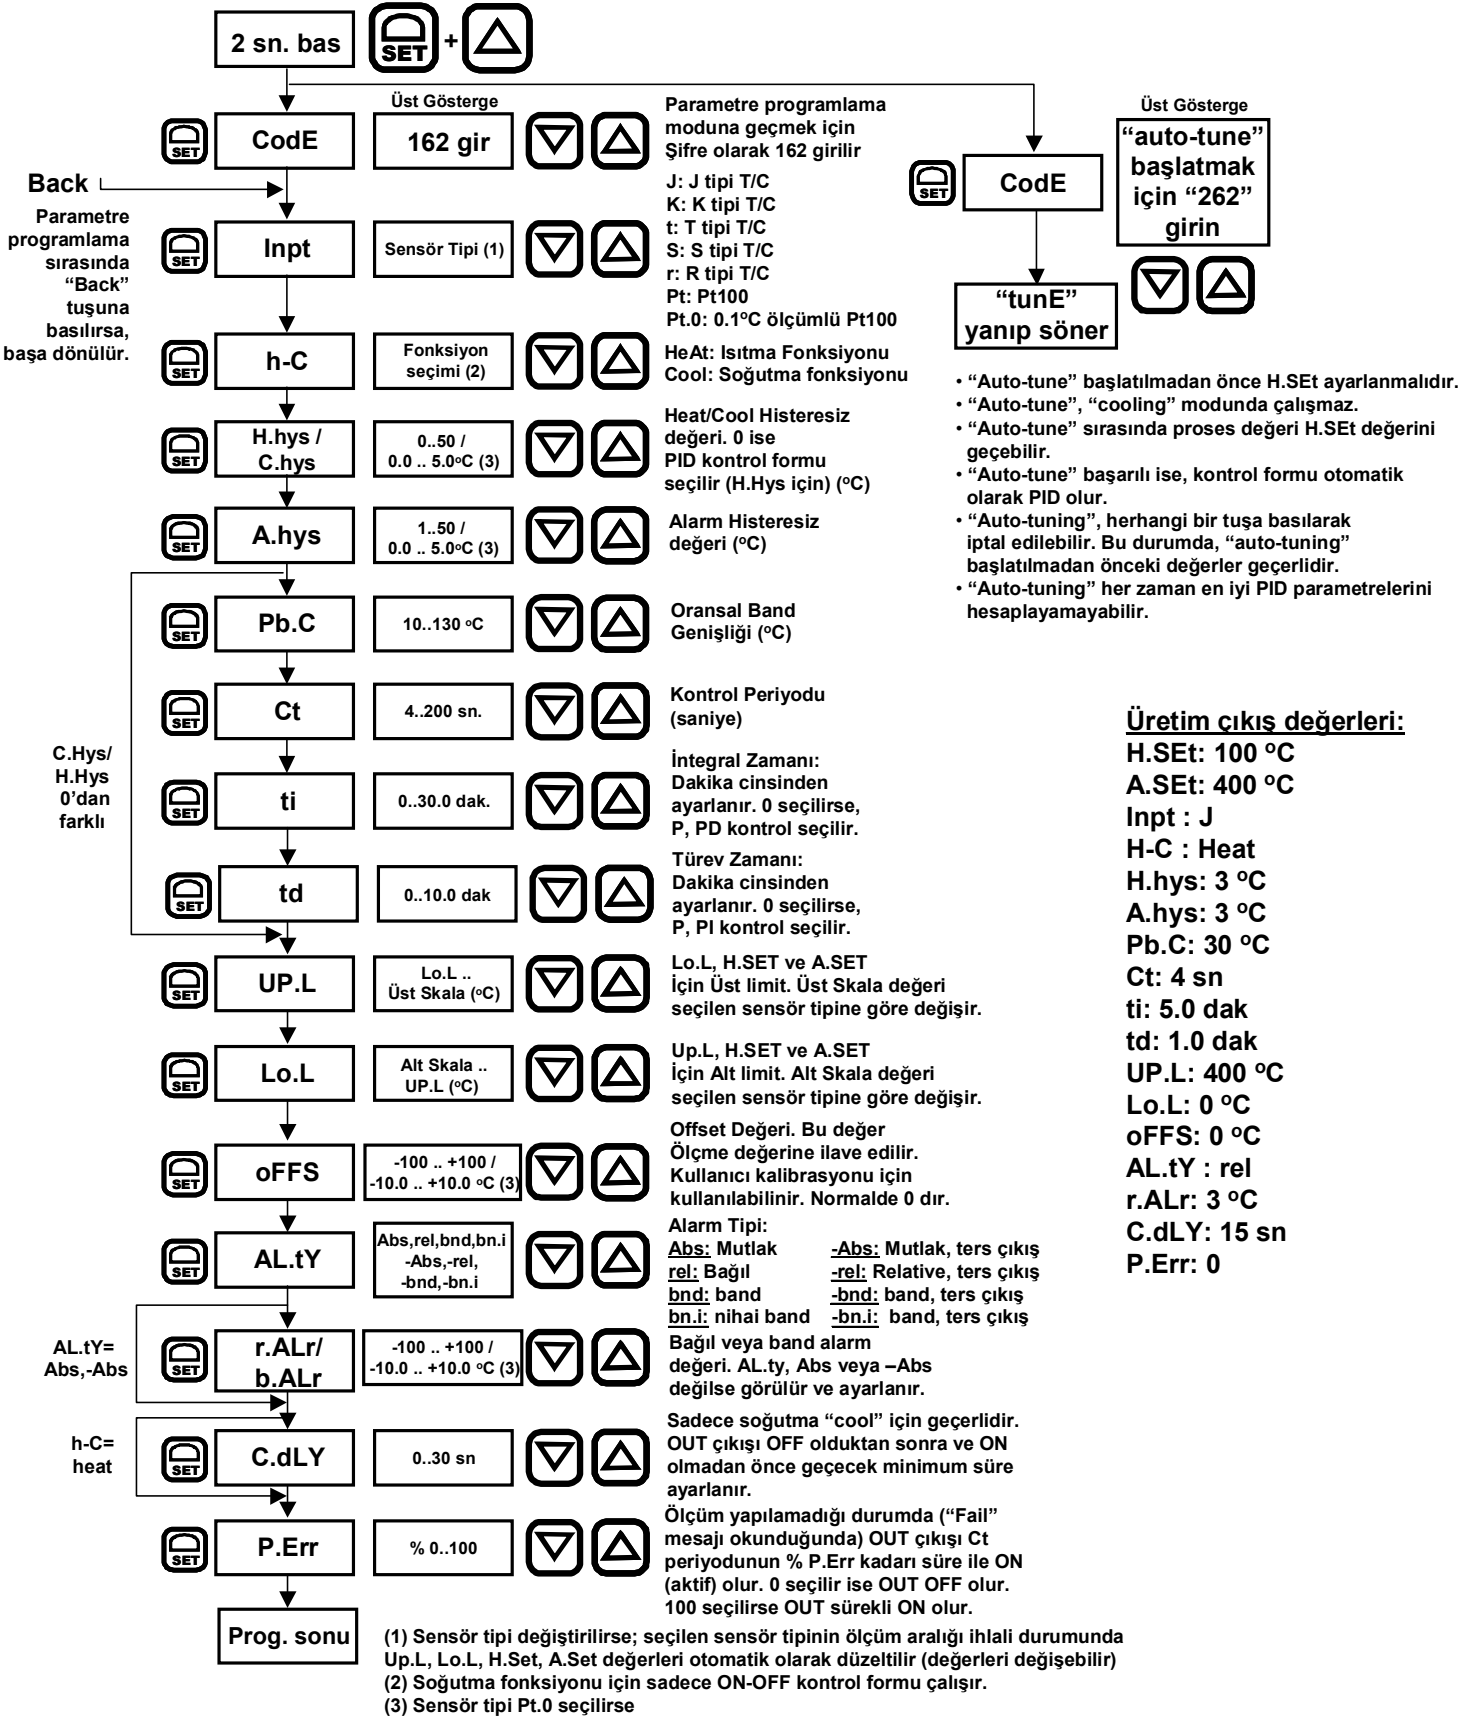 2 sn. bas
SET
+
Üst Gösterge
CodE
162 gir
SET
Parametre programlama
moduna geçmek için
Şifre olarak 162 girilir
Back
Parametre
programlama
sırasında
“Back”
tuşuna
basılırsa,
başa dönülür.
Inpt
Sensör Tipi (1)
SET
J: J tipi T/C
K: K tipi T/C
t: T tipi T/C
S: S tipi T/C
r: R tipi T/C
Pt: Pt100
Pt.0: 0.1ºC ölçümlü Pt100
SET
h-C
Fonksiyon
seçimi (2)
HeAt: Isıtma Fonksiyonu
Cool: Soğutma fonksiyonu
SET
H.hys /
C.hys
0..50 /
0.0 .. 5.0ºC (3)
Heat/Cool Histeresiz
değeri. 0 ise
PID kontrol formu
seçilir (H.Hys için) (ºC)
SET
A.hys
1..50 /
0.0 .. 5.0ºC (3)
Alarm Histeresiz
değeri (ºC)
C.Hys/
H.Hys
0’dan
farklı
SET
Pb.C
10..130 ºC
Oransal Band
Genişliği (ºC)
SET
Ct
4..200 sn.
Kontrol Periyodu
(saniye)
SET
ti
0..30.0 dak.
İntegral Zamanı:
Dakika cinsinden
ayarlanır. 0 seçilirse,
P, PD kontrol seçilir.
SET
td
0..10.0 dak
Türev Zamanı:
Dakika cinsinden
ayarlanır. 0 seçilirse,
P, PI kontrol seçilir.
SET
UP.L
Lo.L ..
Üst Skala (ºC)
Lo.L, H.SET ve A.SET
İçin Üst limit. Üst Skala değeri
seçilen sensör tipine göre değişir.
SET
Lo.L
Alt Skala ..
UP.L (ºC)
Up.L, H.SET ve A.SET
İçin Alt limit. Alt Skala değeri
seçilen sensör tipine göre değişir.
SET
oFFS
-100 .. +100 /
-10.0 .. +10.0 ºC (3)
Offset Değeri. Bu değer
Ölçme değerine ilave edilir.
Kullanıcı kalibrasyonu için
kullanılabilinir. Normalde 0 dır.
SET
AL.tY
Abs,rel,bnd,bn.i
-Abs,-rel,
-bnd,-bn.i
Alarm Tipi:
Abs: Mutlak -Abs: Mutlak, ters çıkış
rel: Bağıl -rel: Relative, ters çıkış
bnd: band -bnd: band, ters çıkış
bn.i: nihai band -bn.i: band, ters çıkış
AL.tY=
Abs,-Abs
SET
r.ALr/
b.ALr
-100 .. +100 /
-10.0 .. +10.0 ºC (3)
Bağıl veya band alarm
değeri. AL.ty, Abs veya –Abs
değilse görülür ve ayarlanır.
h-C=
heat
SET
C.dLY
0..30 sn
Sadece soğutma “cool” için geçerlidir.
OUT çıkışı OFF olduktan sonra ve ON
olmadan önce geçecek minimum süre
ayarlanır.
SET
P.Err
% 0..100
Ölçüm yapılamadığı durumda (“Fail”
mesajı okunduğunda) OUT çıkışı Ct
periyodunun % P.Err kadarı süre ile ON
(aktif) olur. 0 seçilir ise OUT OFF olur.
100 seçilirse OUT sürekli ON olur.
Prog. sonu
(1) Sensör tipi değiştirilirse; seçilen sensör tipinin ölçüm aralığı ihlali durumunda
Up.L, Lo.L, H.Set, A.Set değerleri otomatik olarak düzeltilir (değerleri değişebilir)
(2) Soğutma fonksiyonu için sadece ON-OFF kontrol formu çalışır.
(3) Sensör tipi Pt.0 seçilirse
Üst Gösterge
SET
CodE
“auto-tune”
başlatmak
için “262”
girin
“tunE”
yanıp söner
• “Auto-tune” başlatılmadan önce H.SEt ayarlanmalıdır.
• “Auto-tune”, “cooling” modunda çalışmaz.
• “Auto-tune” sırasında proses değeri H.SEt değerini
geçebilir.
• “Auto-tune” başarılı ise, kontrol formu otomatik
olarak PID olur.
• “Auto-tuning”, herhangi bir tuşa basılarak
iptal edilebilir. Bu durumda, “auto-tuning”
başlatılmadan önceki değerler geçerlidir.
• “Auto-tuning” her zaman en iyi PID parametrelerini
hesaplayamayabilir.
Üretim çıkış değerleri:
H.SEt: 100 ºC
A.SEt: 400 ºC
Inpt : J
H-C : Heat
H.hys: 3 ºC
A.hys: 3 ºC
Pb.C: 30 ºC
Ct: 4 sn
ti: 5.0 dak
td: 1.0 dak
UP.L: 400 ºC
Lo.L: 0 ºC
oFFS: 0 ºC
AL.tY : rel
r.ALr: 3 ºC
C.dLY: 15 sn
P.Err: 0